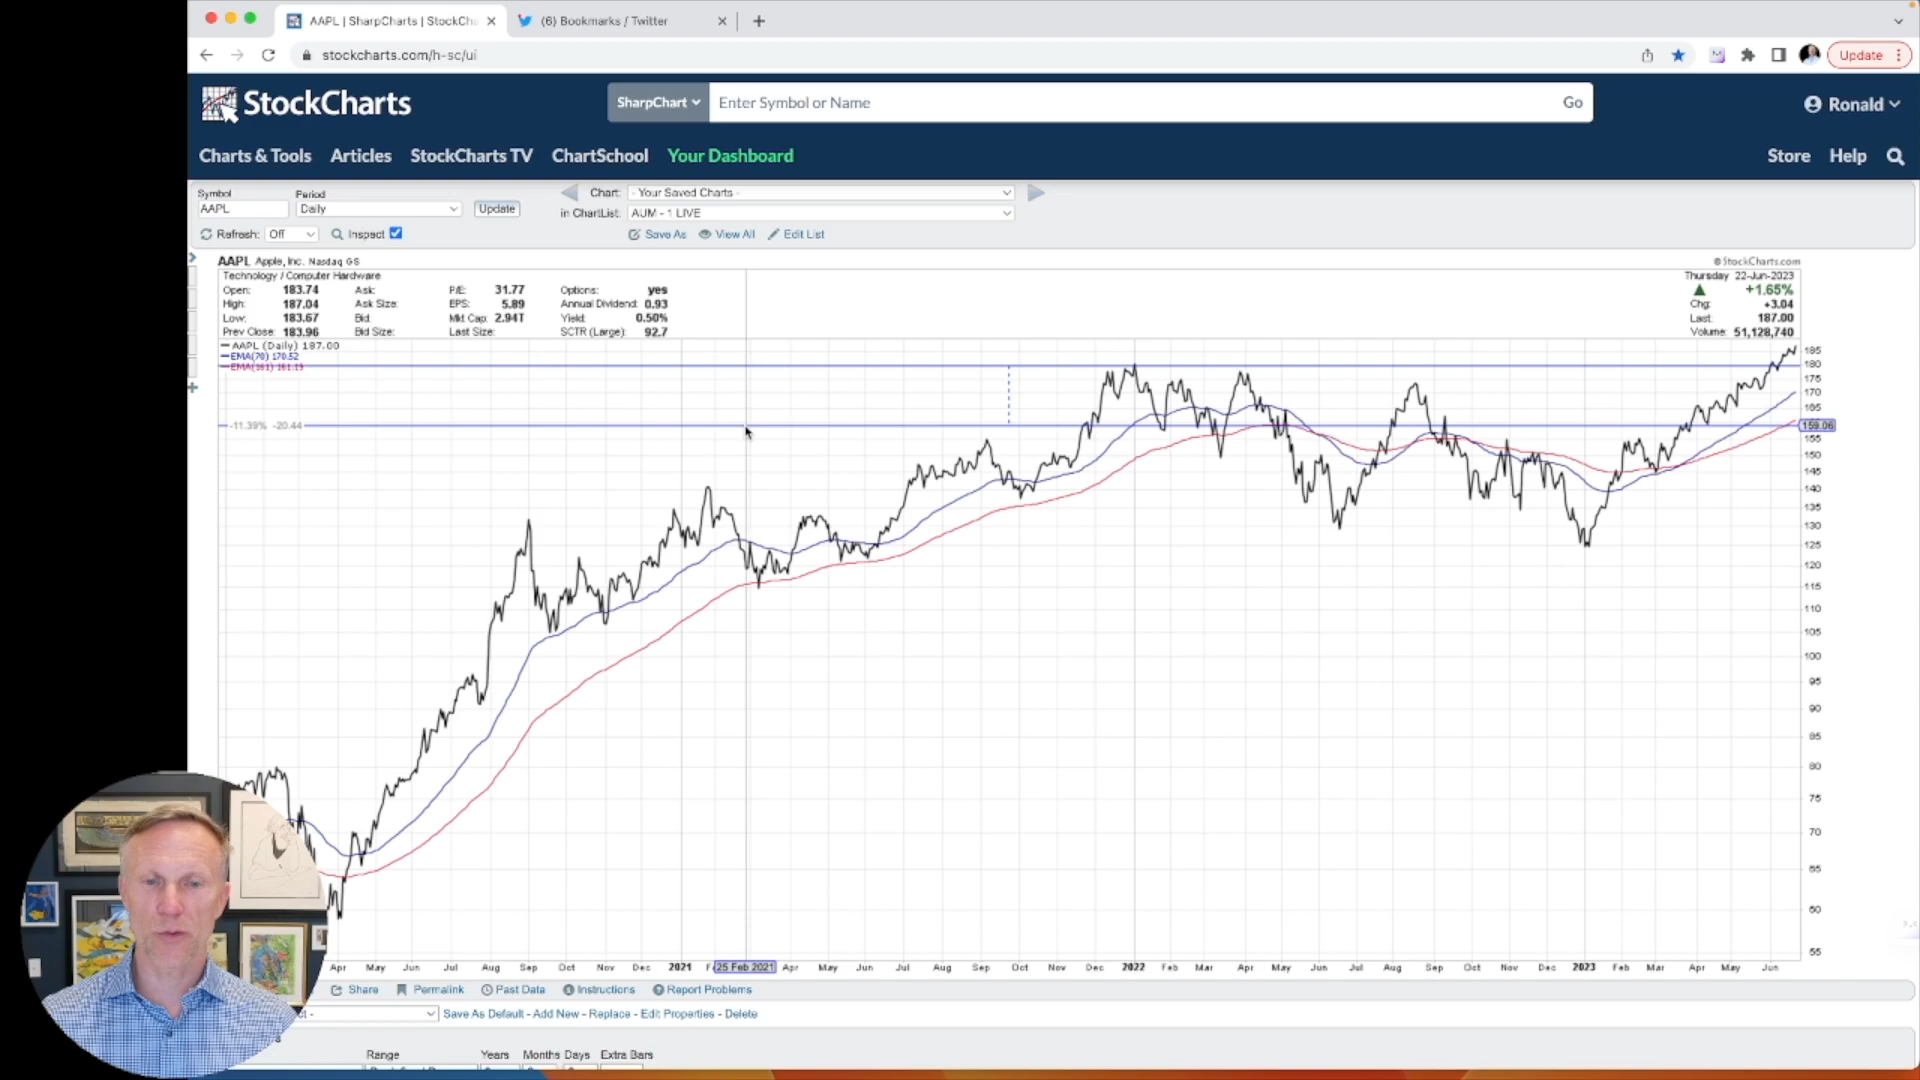 AAPL | SharpCharts | StockCha
(6) Bookmarks / Twitter
stockcharts.com/h-sc/ui
Update
StockCharts
SharpChart
Enter Symbol or Name
Go
Ronald
Charts & Tools
Articles
StockCharts TV
ChartSchool
Your Dashboard
Store
Help
Symbol
Period
Chart:
- Your Saved Charts -
AAPL
Daily
Update
in ChartList:
AUM - 1 LIVE
Refresh: Off
Inspect
Save As
View All
Edit List
AAPL Apple, Inc. Nasdaq GS
© StockCharts.com
Technology / Computer Hardware
Thursday 22-Jun-2023
Open: 183.74 Ask: P/E: 31.77 Options: yes
+1.65%
High: 187.04 Ask Size: EPS: 5.89 Annual Dividend: 0.93
Chg: +3.04
Low: 183.67 Bid: Mkt Cap: 2.94T Yield: 0.50%
Last: 187.00
Prev Close: 183.96 Bid Size: Last Size: SCTR (Large): 92.7
Volume: 51,128,740
AAPL (Daily) 187.00
EMA(70) 170.52
EMA(161) 161.19
-11.39% -20.44
185
180
175
170
165
159.06
155
150
145
140
135
130
125
120
115
110
105
100
95
90
85
80
75
70
65
60
55
Apr May Jun Jul Aug Sep Oct Nov Dec 2021 F 25 Feb 2021 Apr May Jun Jul Aug Sep Oct Nov Dec 2022 Feb Mar Apr May Jun Jul Aug Sep Oct Nov Dec 2023 Feb Mar Apr May Jun
Share
Permalink
Past Data
Instructions
Report Problems
Save As Default - Add New - Replace - Edit Properties - Delete
Range Years Months Days Extra Bars